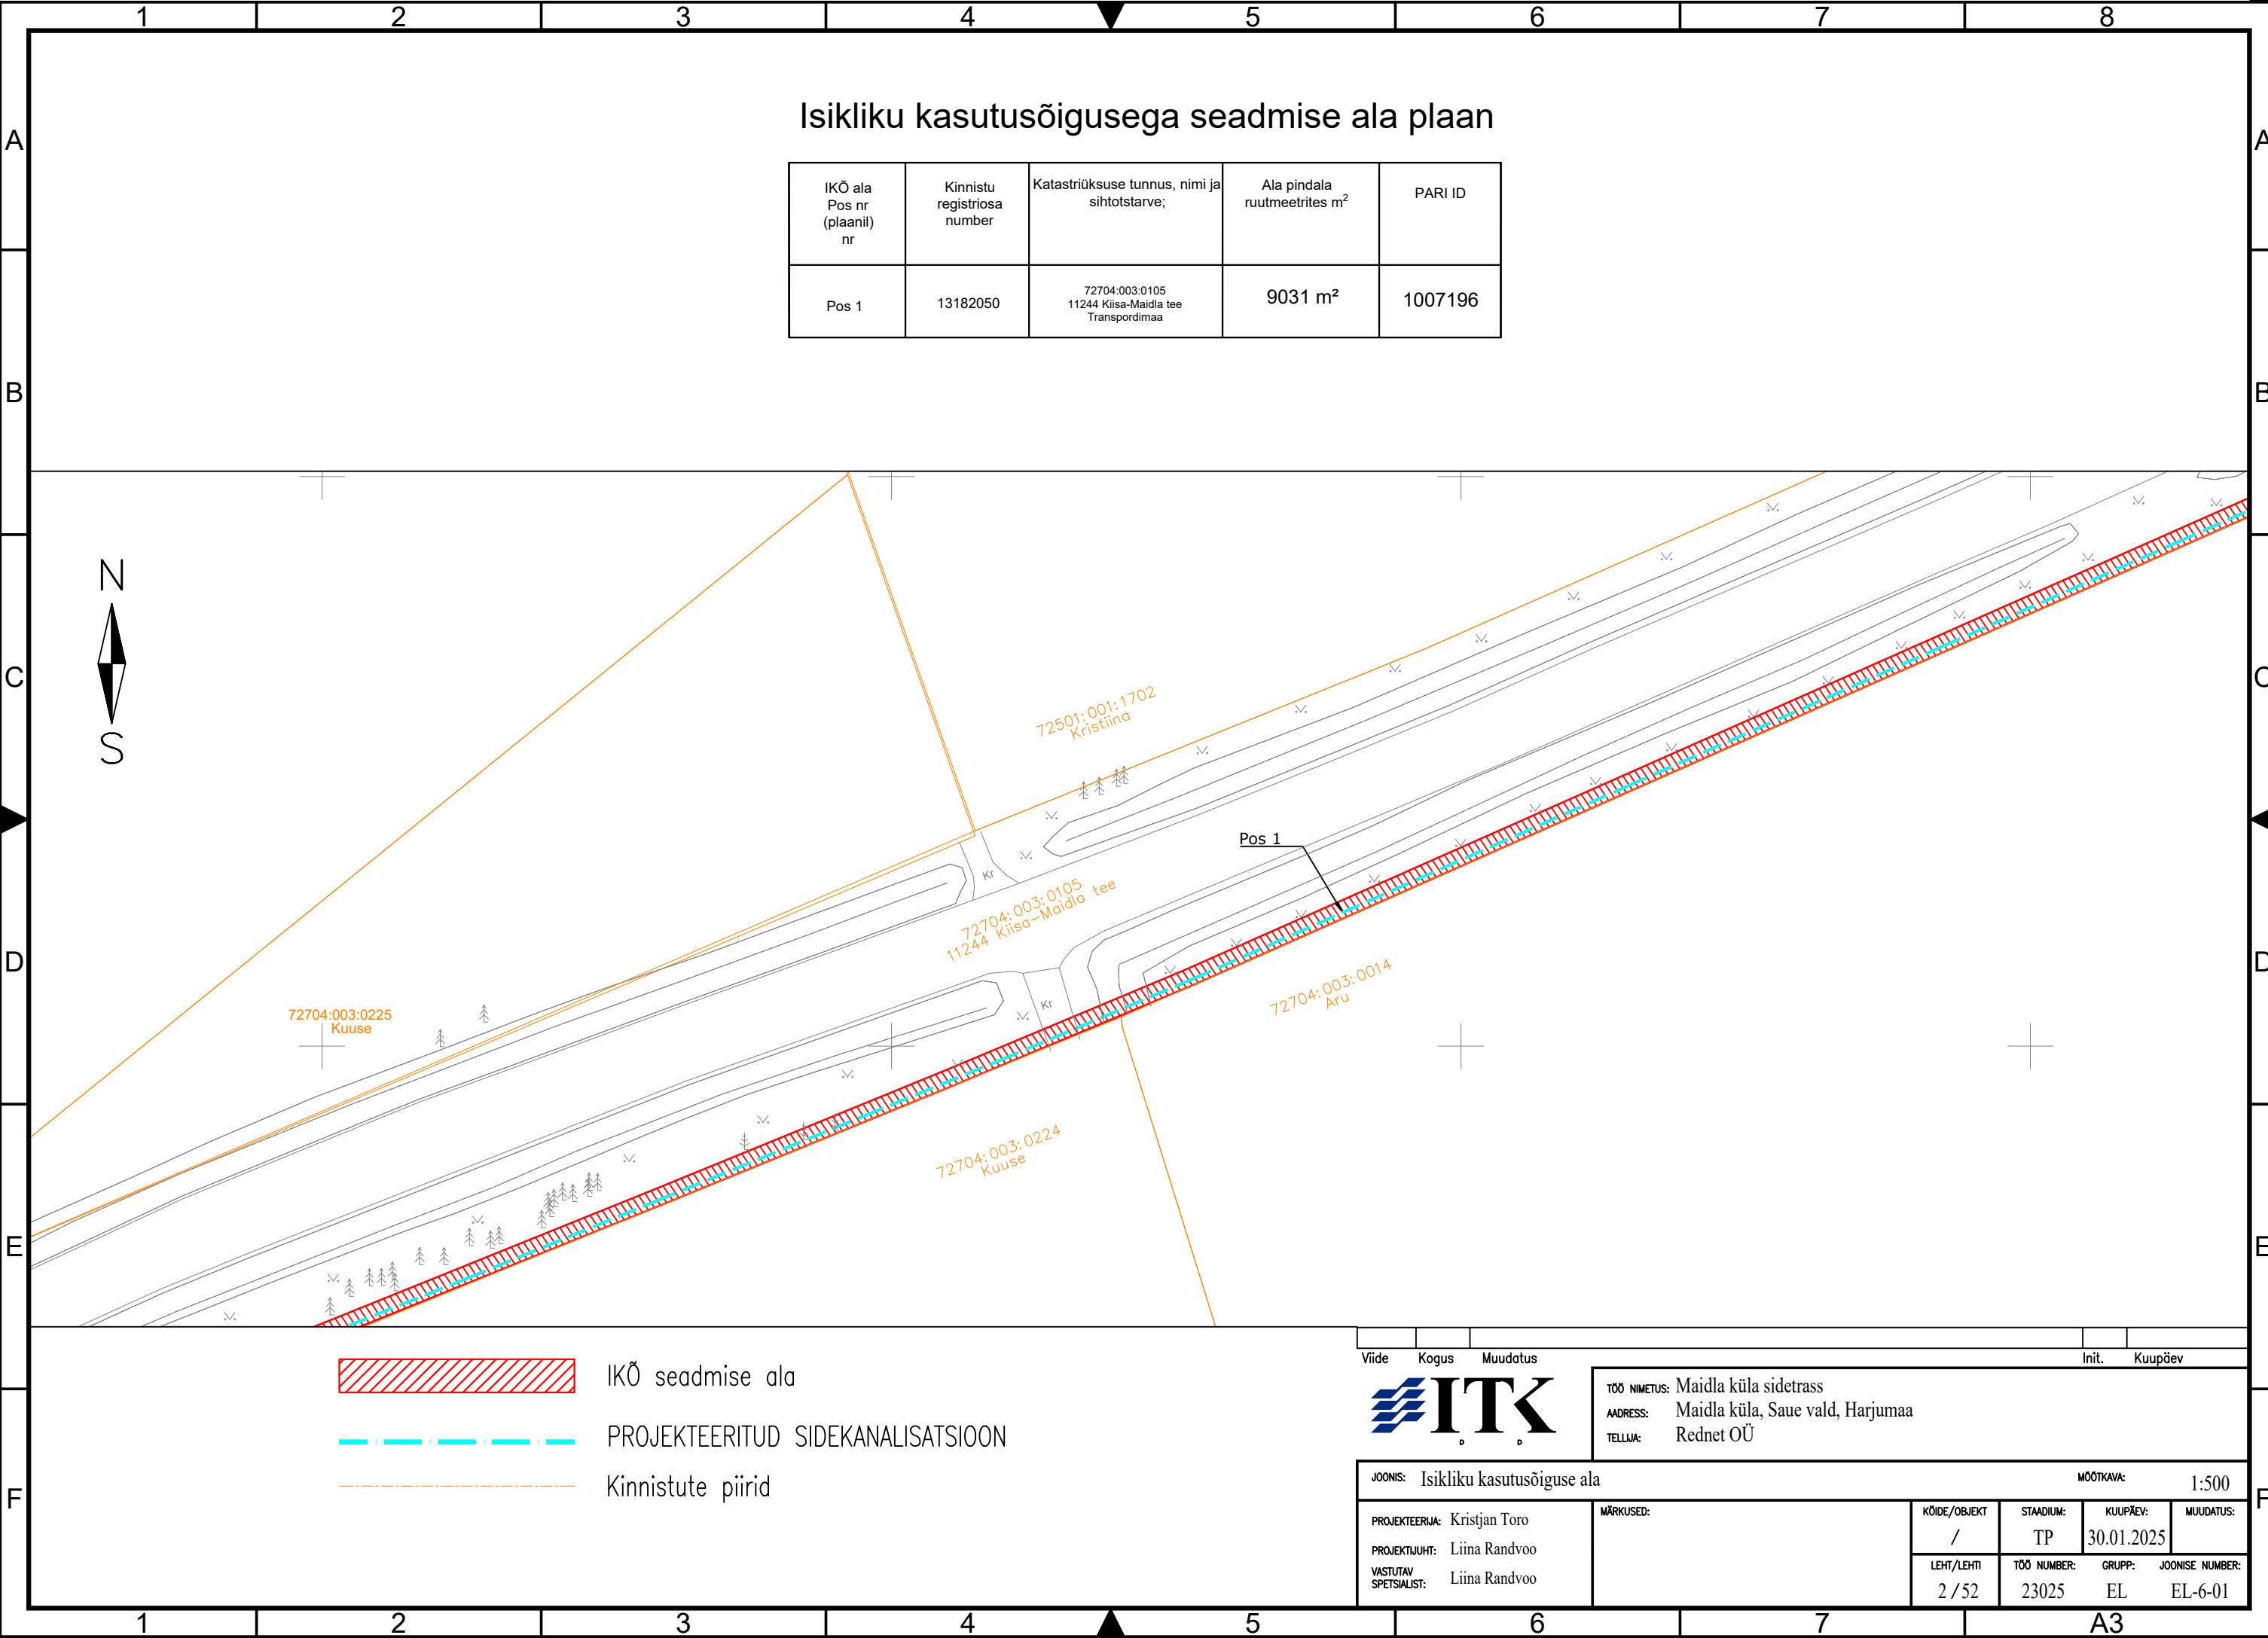 1 2 3 4 5 6 7 8
A A
B B
C C
D D
E E
F F
Isikliku kasutusõigusega seadmise ala plaan
IKÕ ala
Pos nr
(plaanil)
nr
Kinnistu
registriosa
number
Katastriüksuse tunnus, nimi ja
sihtotstarve;
Ala pindala
ruutmeetrites m²
PARI ID
Pos 1
13182050
72704:003:0105
11244 Kiisa-Maidla tee
Transpordimaa
9031 m²
1007196
N
S
72501:001:1702
Kristiina
Pos 1
Kr
72704:003:0105
11244 Kiisa-Maidla tee
Kr
72704:003:0014
Aru
72704:003:0225
Kuuse
72704:003:0224
Kuuse
IKÕ seadmise ala
PROJEKTEERITUD SIDEKANALISATSIOON
Kinnistute piirid
Viide Kogus Muudatus Init. Kuupäev
ITK
D D
TÖÖ NIMETUS: Maidla küla sidetrass
AADRESS: Maidla küla, Saue vald, Harjumaa
TELLIJA: Rednet OÜ
JOONIS: Isikliku kasutusõiguse ala
MÕÕTKAVA: 1:500
PROJEKTEERIJA: Kristjan Toro
PROJEKTIJUHT: Liina Randvoo
VASTUTAV
SPETSIALIST: Liina Randvoo
MÄRKUSED:
KÖIDE/OBJEKT STAADIUM: KUUPÄEV: MUUDATUS:
/ TP 30.01.2025
LEHT/LEHTI TÖÖ NUMBER: GRUPP: JOONISE NUMBER:
2 / 52 23025 EL EL-6-01
1 2 3 4 5 6 7 A3